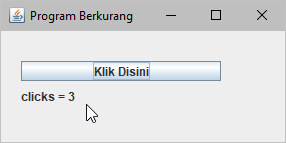 Program Berkurang
Klik Disini
clicks = 3